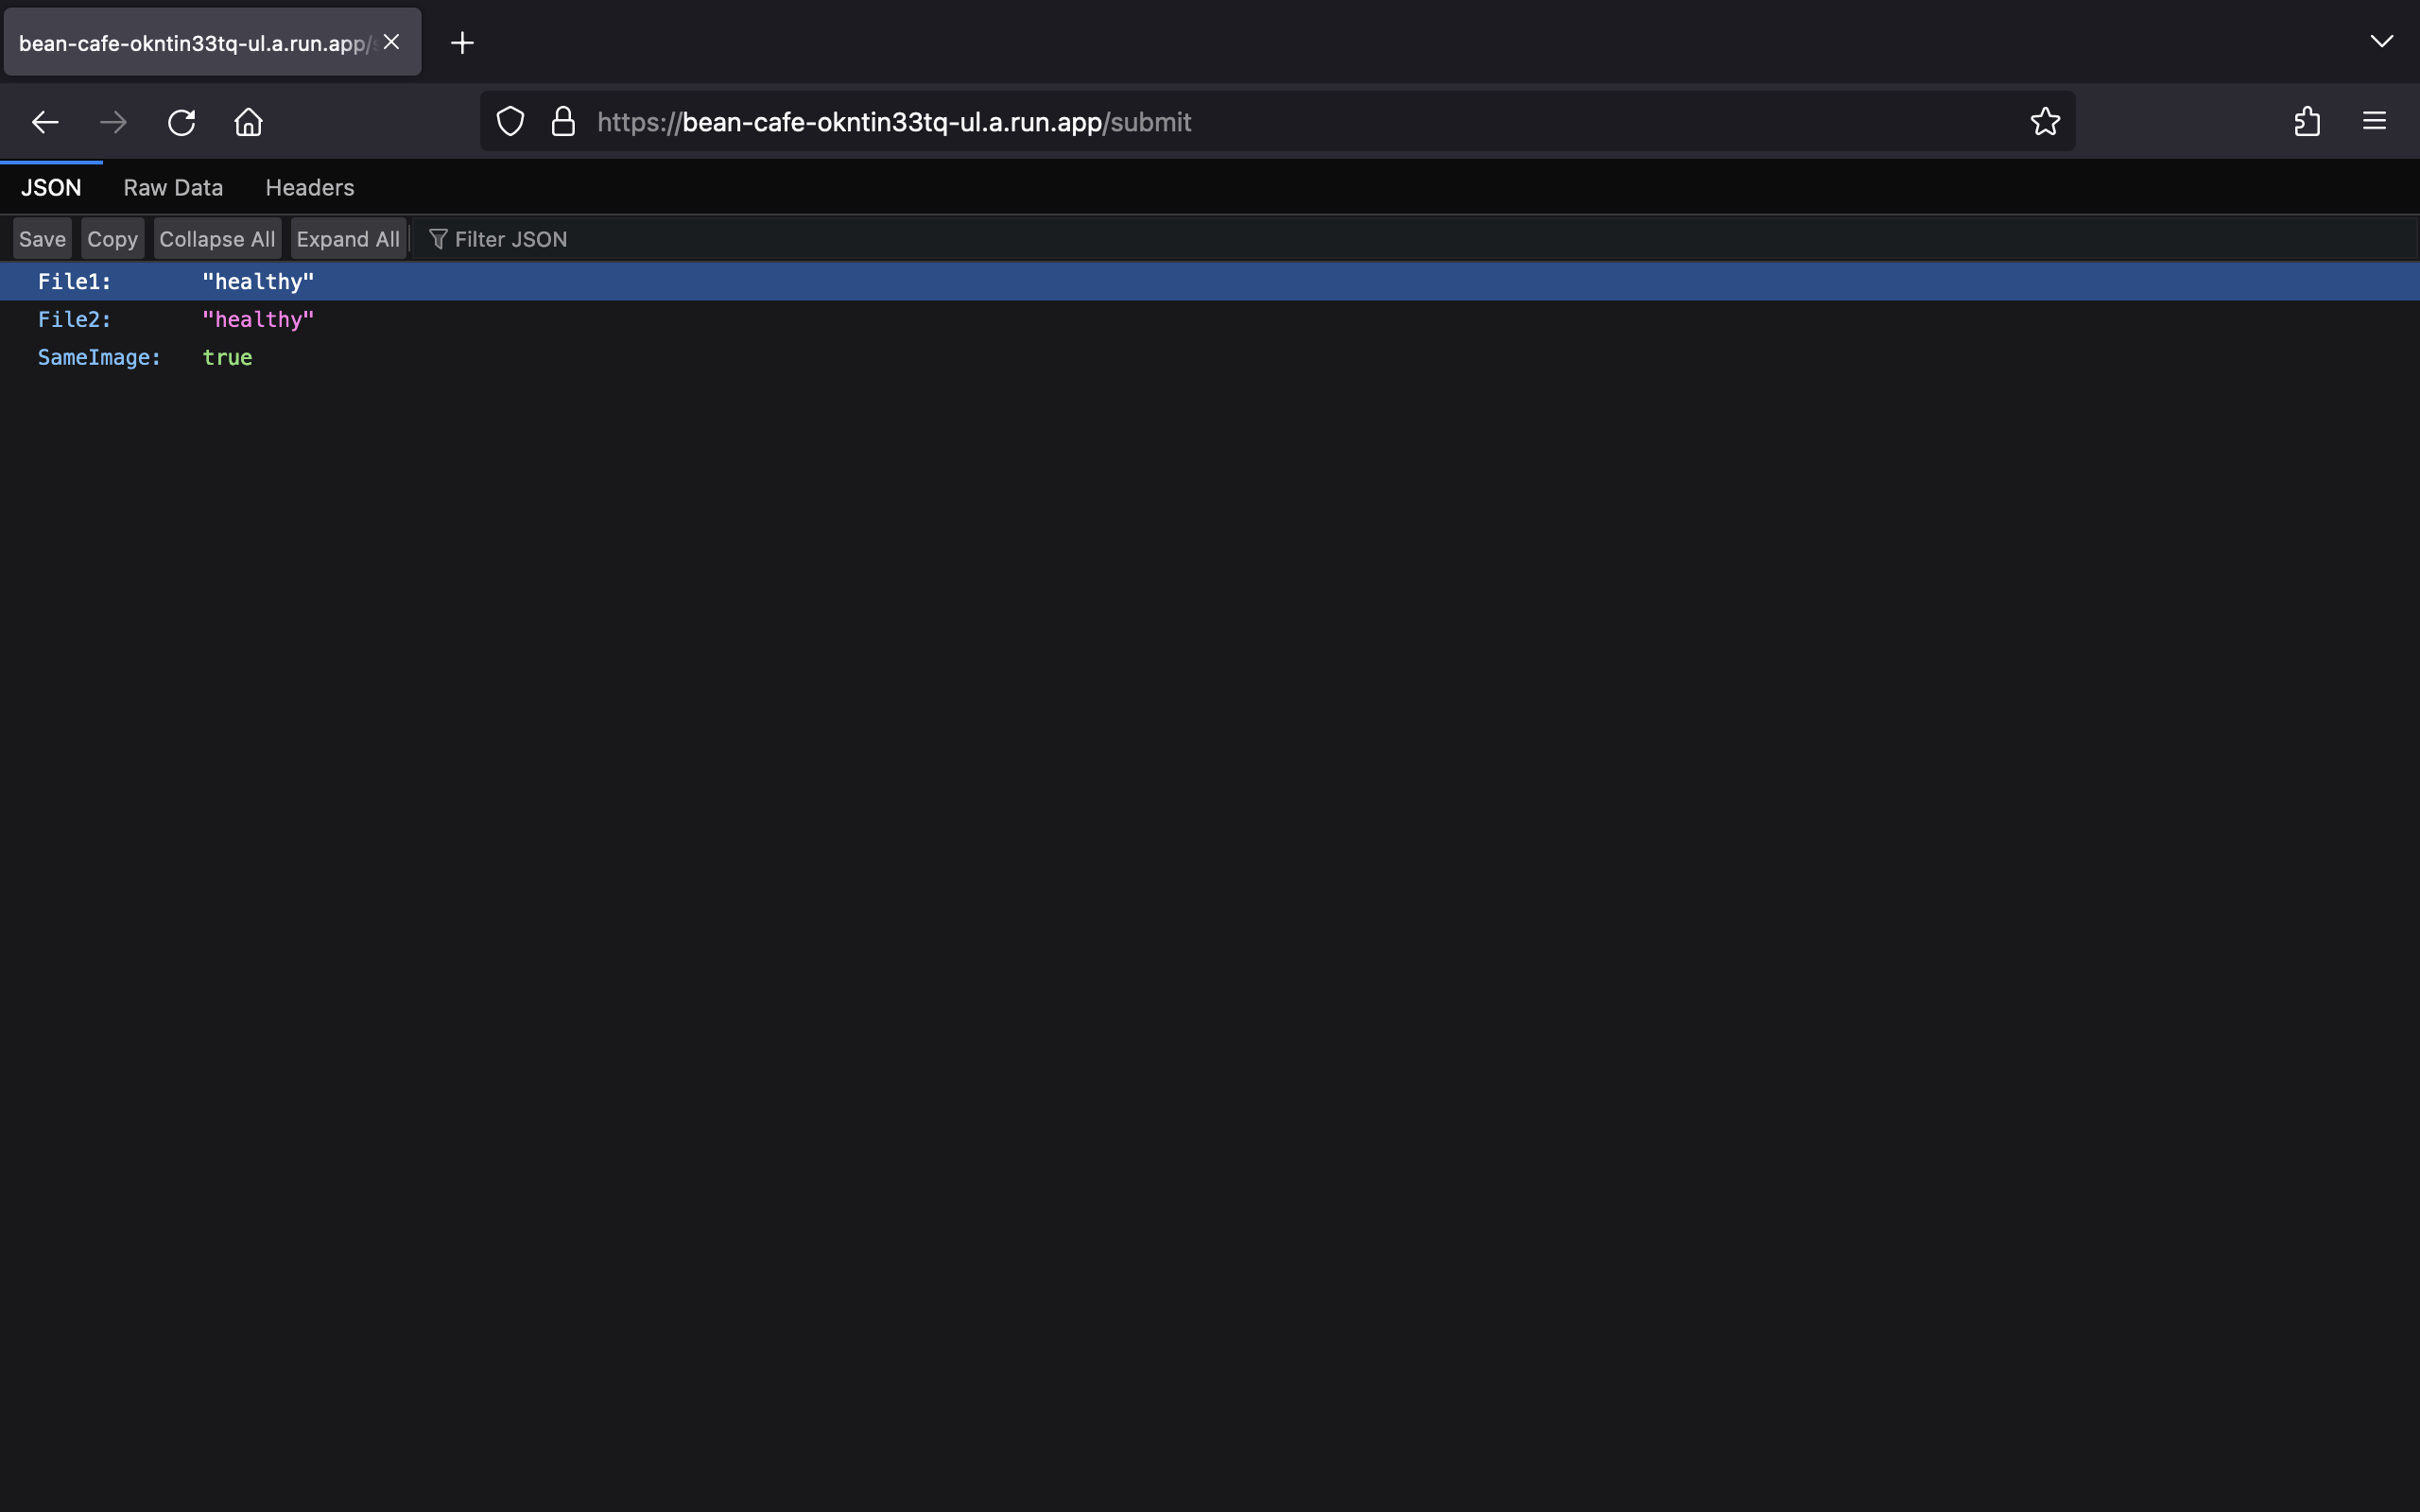 bean-cafe-okntin33tq-ul.a.run.app/
https://bean-cafe-okntin33tq-ul.a.run.app/submit
JSON Raw Data Headers
Save Copy Collapse All Expand All Filter JSON
File1: "healthy"
File2: "healthy"
SameImage: true